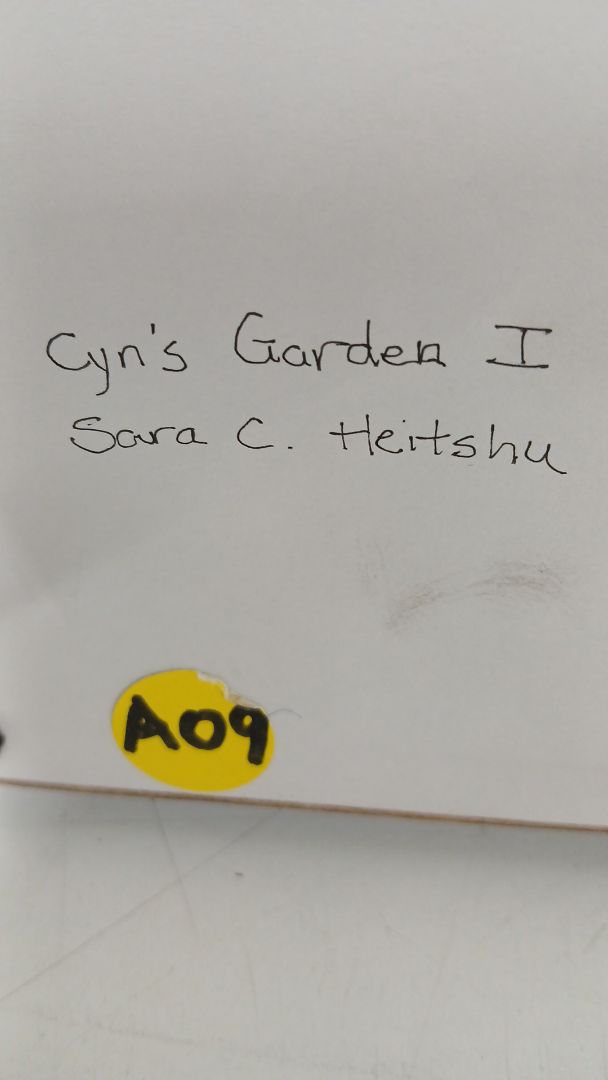 Cyn's Garden I
Sara C. Heitshu
A09